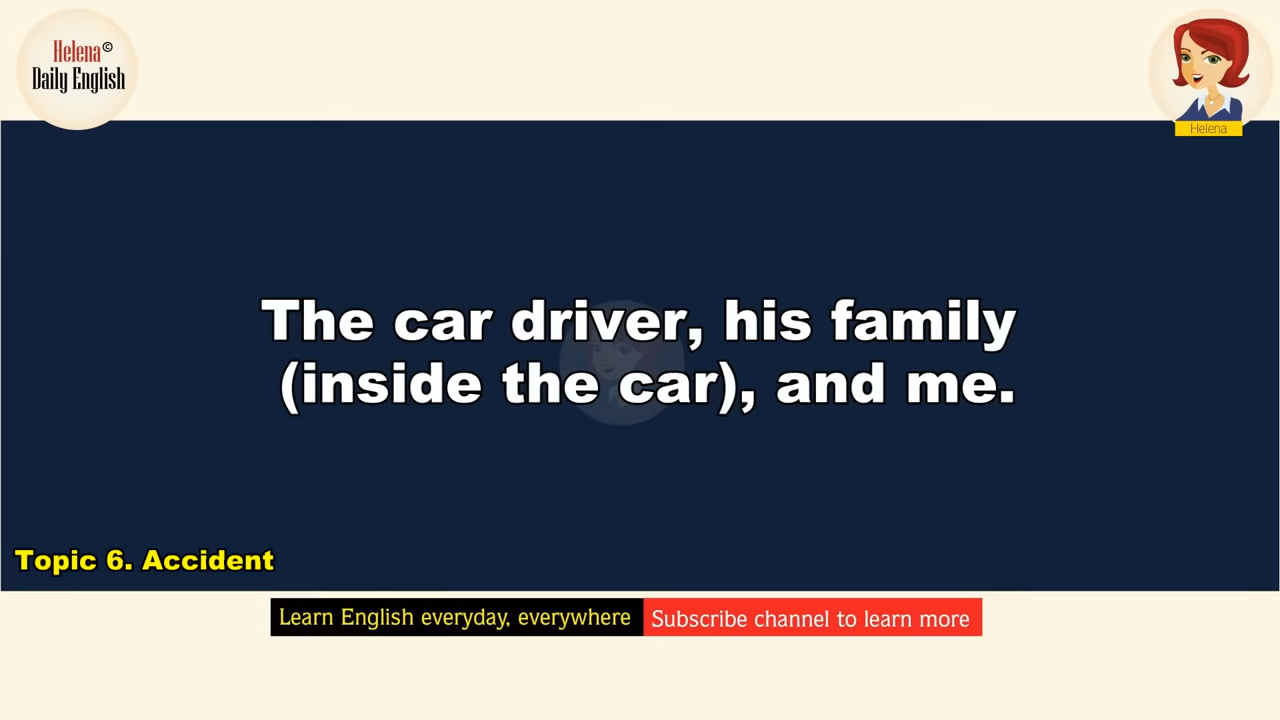 Helena©
Daily English
Helena
The car driver, his family
(inside the car), and me.
Topic 6. Accident
Learn English everyday, everywhere
Subscribe channel to learn more